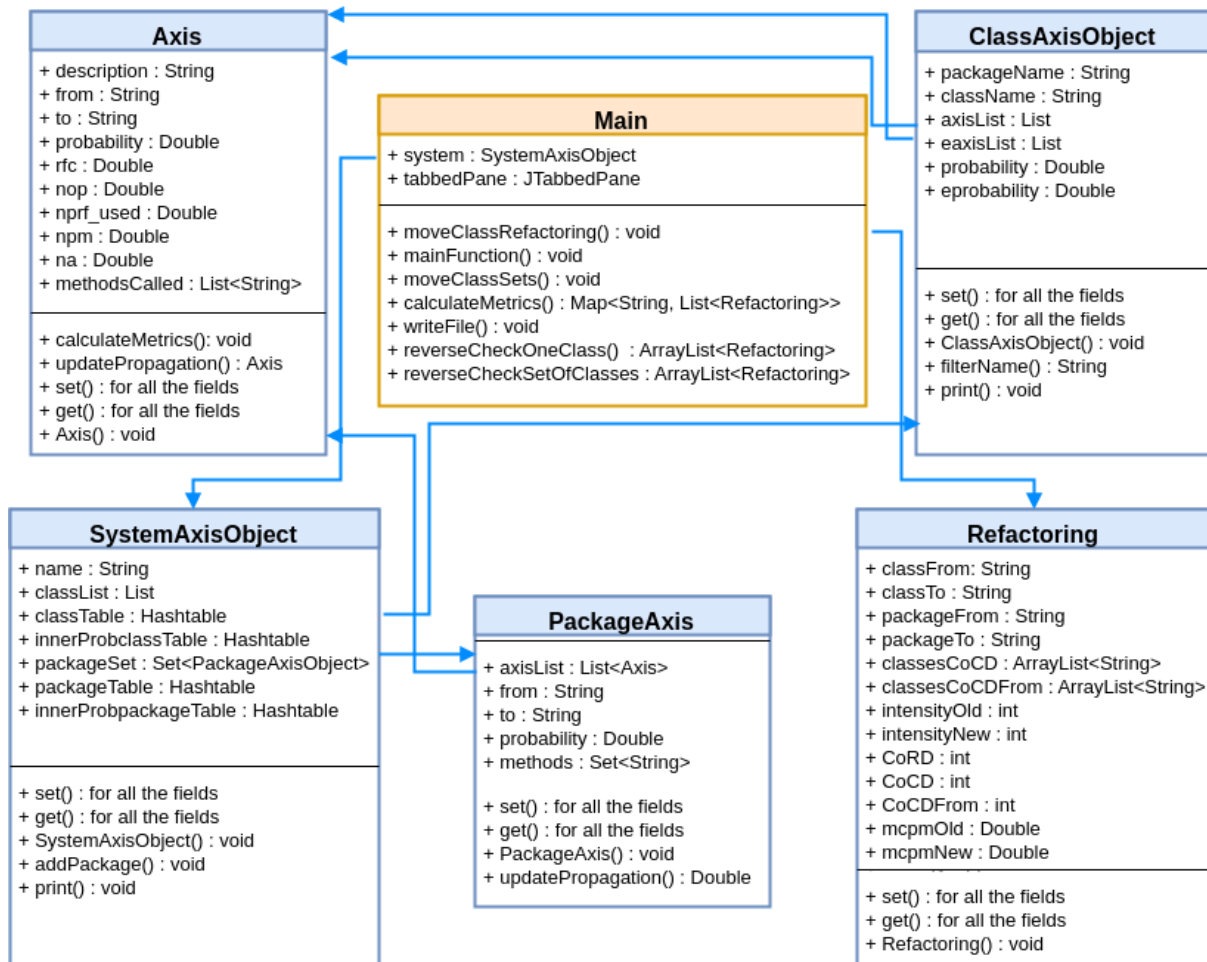 Axis
+ description : String
+ from : String
+ to : String
+ probability : Double
+ rfc : Double
+ nop : Double
+ nprf_used : Double
+ npm : Double
+ na : Double
+ methodsCalled : List<String>
+ calculateMetrics(): void
+ updatePropagation() : Axis
+ set() : for all the fields
+ get() : for all the fields
+ Axis() : void
Main
+ system : SystemAxisObject
+ tabbedPane : JTabbedPane
+ moveClassRefactoring() : void
+ mainFunction() : void
+ moveClassSets() : void
+ calculateMetrics() : Map<String, List<Refactoring>>
+ writeFile() : void
+ reverseCheckOneClass() : ArrayList<Refactoring>
+ reverseCheckSetOfClasses : ArrayList<Refactoring>
ClassAxisObject
+ packageName : String
+ className : String
+ axisList : List
+ eaxisList : List
+ probability : Double
+ eprobability : Double
+ set() : for all the fields
+ get() : for all the fields
+ ClassAxisObject() : void
+ filterName() : String
+ print() : void
SystemAxisObject
+ name : String
+ classList : List
+ classTable : Hashtable
+ innerProbclassTable : Hashtable
+ packageSet : Set<PackageAxisObject>
+ packageTable : Hashtable
+ innerProbpackageTable : Hashtable
+ set() : for all the fields
+ get() : for all the fields
+ SystemAxisObject() : void
+ addPackage() : void
+ print() : void
PackageAxis
+ axisList : List<Axis>
+ from : String
+ to : String
+ probability : Double
+ methods : Set<String>
+ set() : for all the fields
+ get() : for all the fields
+ PackageAxis() : void
+ updatePropagation() : Double
Refactoring
+ classFrom: String
+ classTo : String
+ packageFrom : String
+ packageTo : String
+ classesCoCD : ArrayList<String>
+ classesCoCDFrom : ArrayList<String>
+ intensityOld : int
+ intensityNew : int
+ CoRD : int
+ CoCD : int
+ CoCDFrom : int
+ mcpmOld : Double
+ mcpmNew : Double
+ set() : for all the fields
+ get() : for all the fields
+ Refactoring() : void